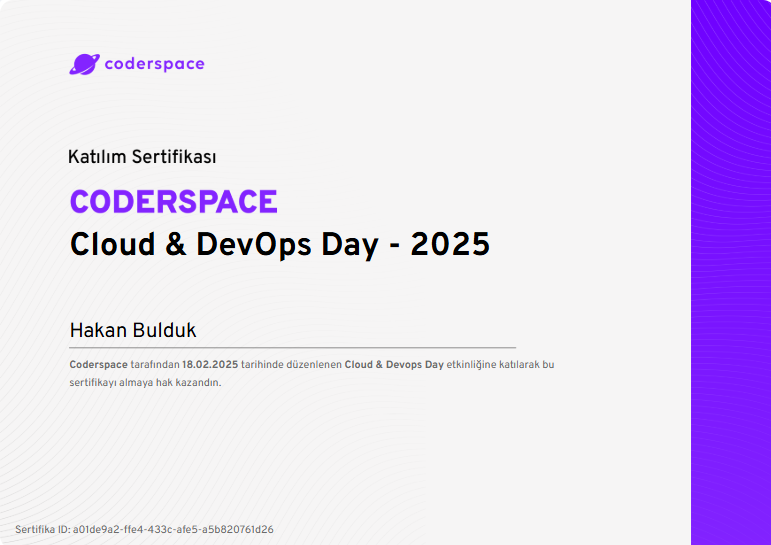 coderspace
Katılım Sertifikası
CODERSPACE
Cloud & DevOps Day - 2025
Hakan Bulduk
Coderspace tarafından 18.02.2025 tarihinde düzenlenen Cloud & Devops Day etkinliğine katılarak bu
sertifikayı almaya hak kazandın.
Sertifika ID: a01de9a2-ffe4-433c-afe5-a5b820761d26